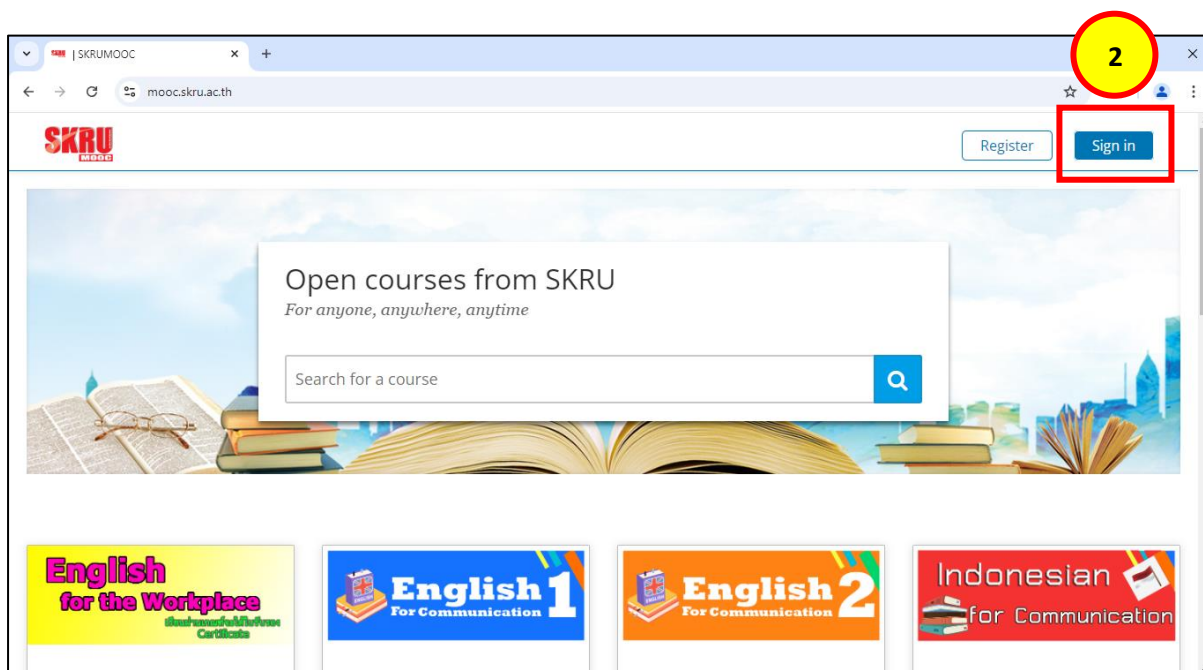 | SKRUMOOC
2
mooc.skru.ac.th
SKRU
MOOC
Register
Sign in
Open courses from SKRU
For anyone, anywhere, anytime
Search for a course
English
for the Workplace
Certificate
English 1
For Communication
English 2
For Communication
Indonesian
for Communication